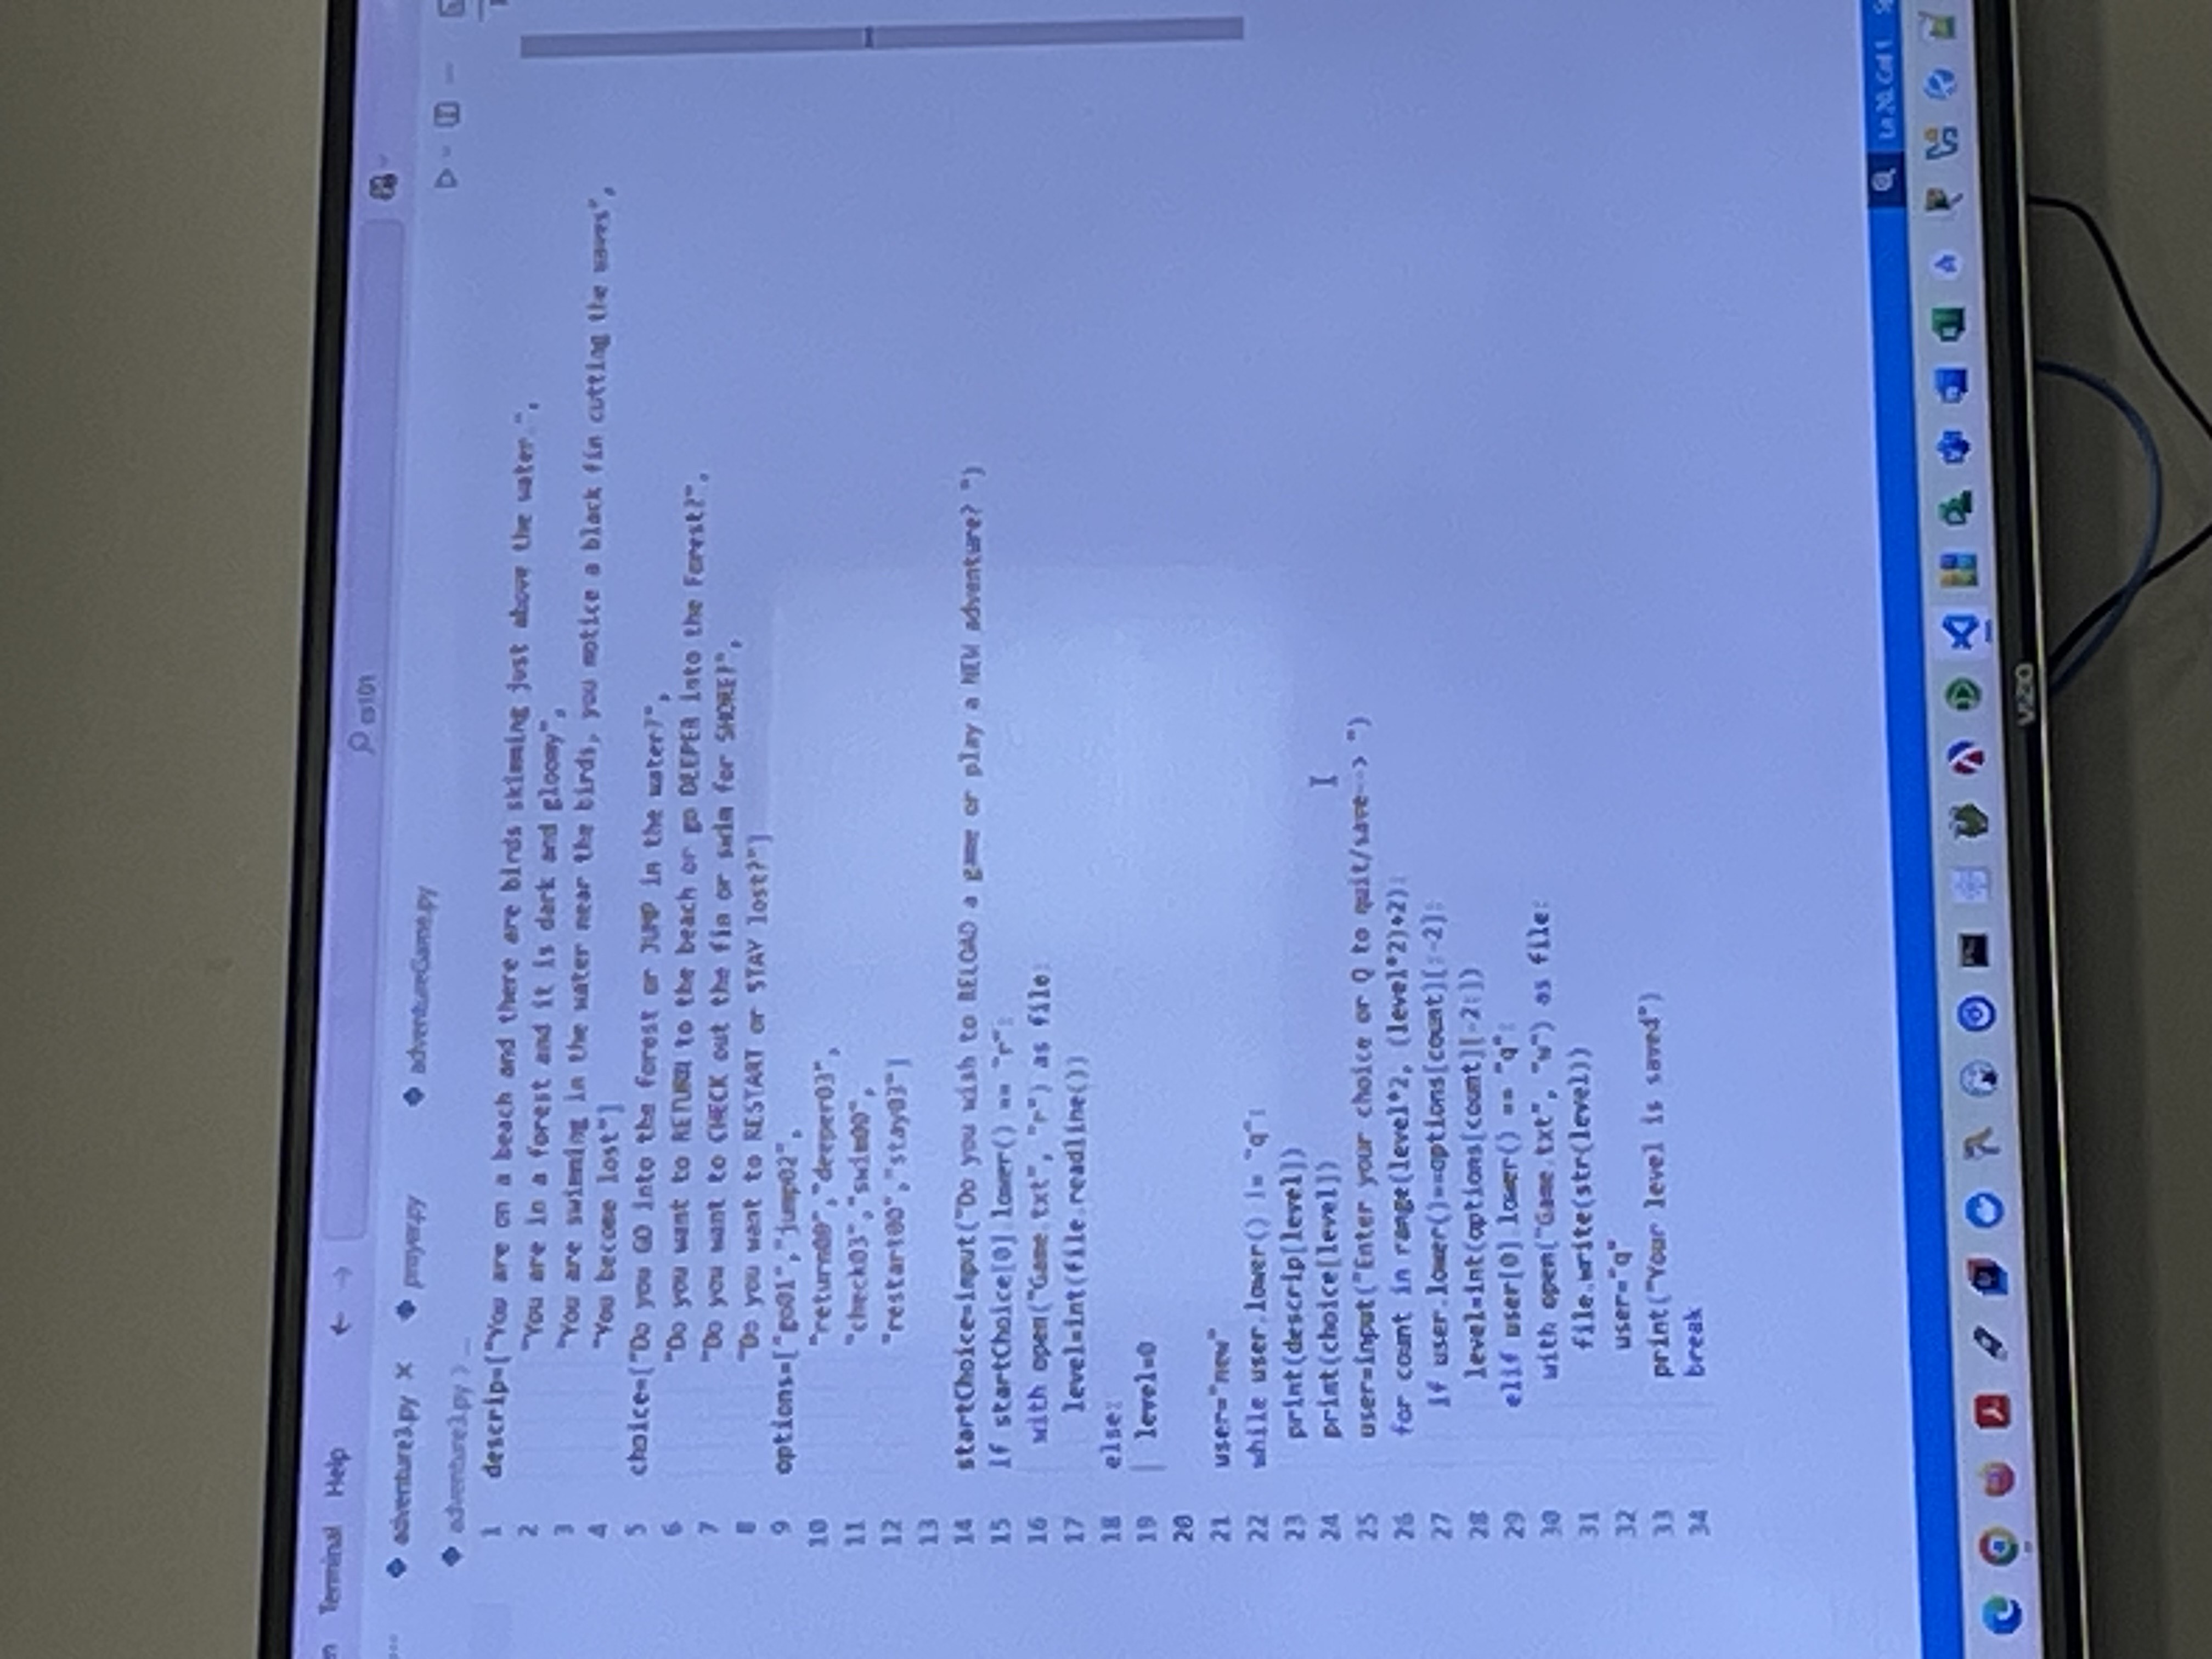 Terminal Help cs101
adventure3.py prayer.py adventureGame.py
adventure3.py > ...
1 descrip=["You are on a beach and there are birds skimming just above the water.",
2 "You are in a forest and it is dark and gloomy",
3 "You are swimming in the water near the birds, you notice a black fin cutting the waves",
4 "You become lost"]
5 choice=["Do you GO into the forest or JUMP in the water?",
6 "Do you want to RETURN to the beach or go DEEPER into the Forest?",
7 "Do you want to CHECK out the fin or swim for SHORE?",
8 "Do you want to RESTART or STAY lost?"]
9 options=["go01","jump02",
10 "return00","deeper03",
11 "check03","swim00",
12 "restart00","stay03"]
13
14 startChoice=input("Do you wish to RELOAD a game or play a NEW adventure? ")
15 if startChoice[0].lower() == "r":
16 with open("Game.txt", "r") as file:
17 level=int(file.readline())
18 else:
19 level=0
20
21 user="new"
22 while user.lower() != "q":
23 print(descrip[level])
24 print(choice[level])
25 user=input("Enter your choice or Q to quit/save--> ")
26 for count in range(level*2, (level*2)+2):
27 if user.lower()==options[count][:-2]:
28 level=int(options[count][-2:])
29 elif user[0].lower() == "q":
30 with open("Game.txt", "w") as file:
31 file.write(str(level))
32 user="q"
33 print("Your level is saved")
34 break
Ln 20, Col 1
VIZIO